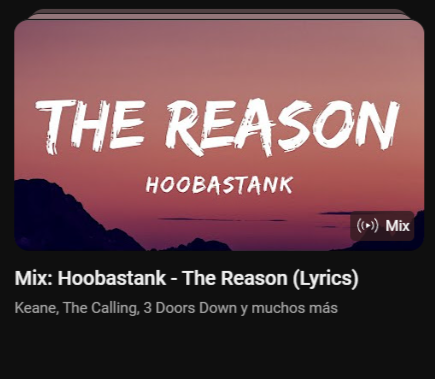 THE REASON
HOOBASTANK
Mix
Mix: Hoobastank - The Reason (Lyrics)
Keane, The Calling, 3 Doors Down y muchos más